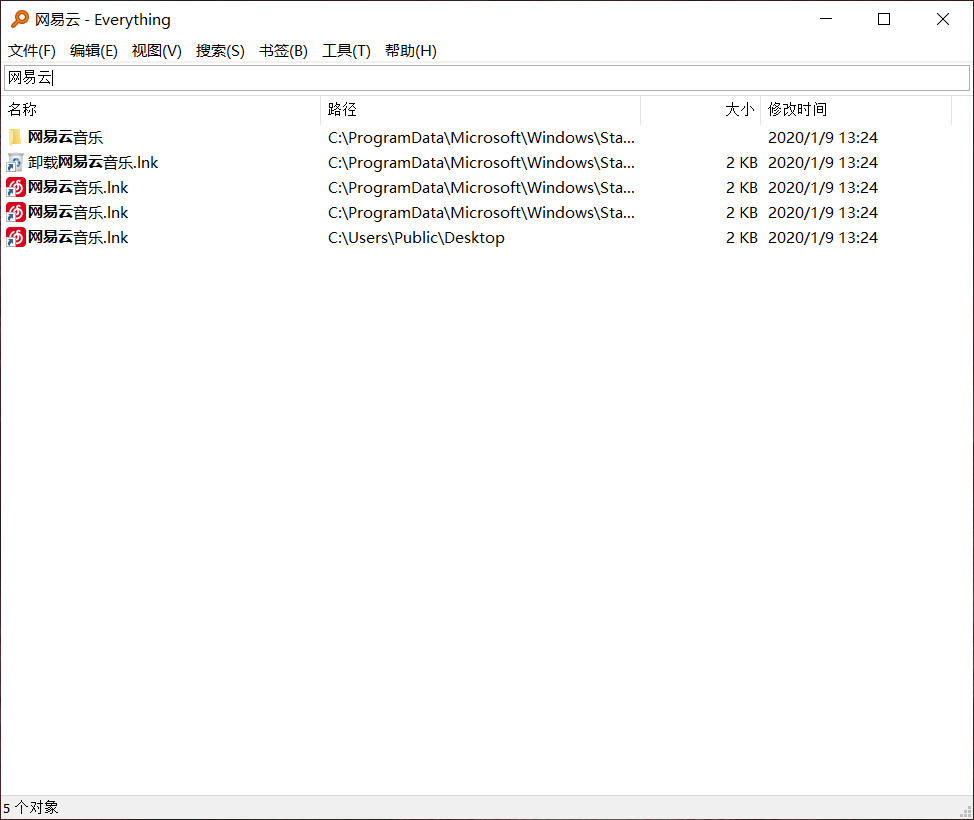 网易云 - Everything
文件(F) 编辑(E) 视图(V) 搜索(S) 书签(B) 工具(T) 帮助(H)
网易云
名称 路径 大小 修改时间
网易云音乐 C:\ProgramData\Microsoft\Windows\Sta... 2020/1/9 13:24
卸载网易云音乐.lnk C:\ProgramData\Microsoft\Windows\Sta... 2 KB 2020/1/9 13:24
网易云音乐.lnk C:\ProgramData\Microsoft\Windows\Sta... 2 KB 2020/1/9 13:24
网易云音乐.lnk C:\ProgramData\Microsoft\Windows\Sta... 2 KB 2020/1/9 13:24
网易云音乐.lnk C:\Users\Public\Desktop 2 KB 2020/1/9 13:24
5 个对象